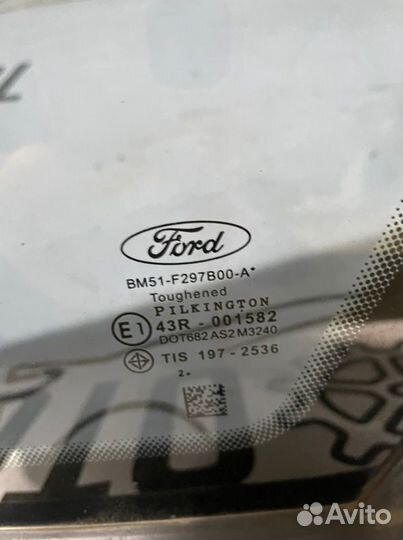 Ford
BM51-F297B00-A*
Toughened
PILKINGTON
E1 43R - 001582
DOT682 AS2 M3240
TIS 197 - 2536
2.
Avito